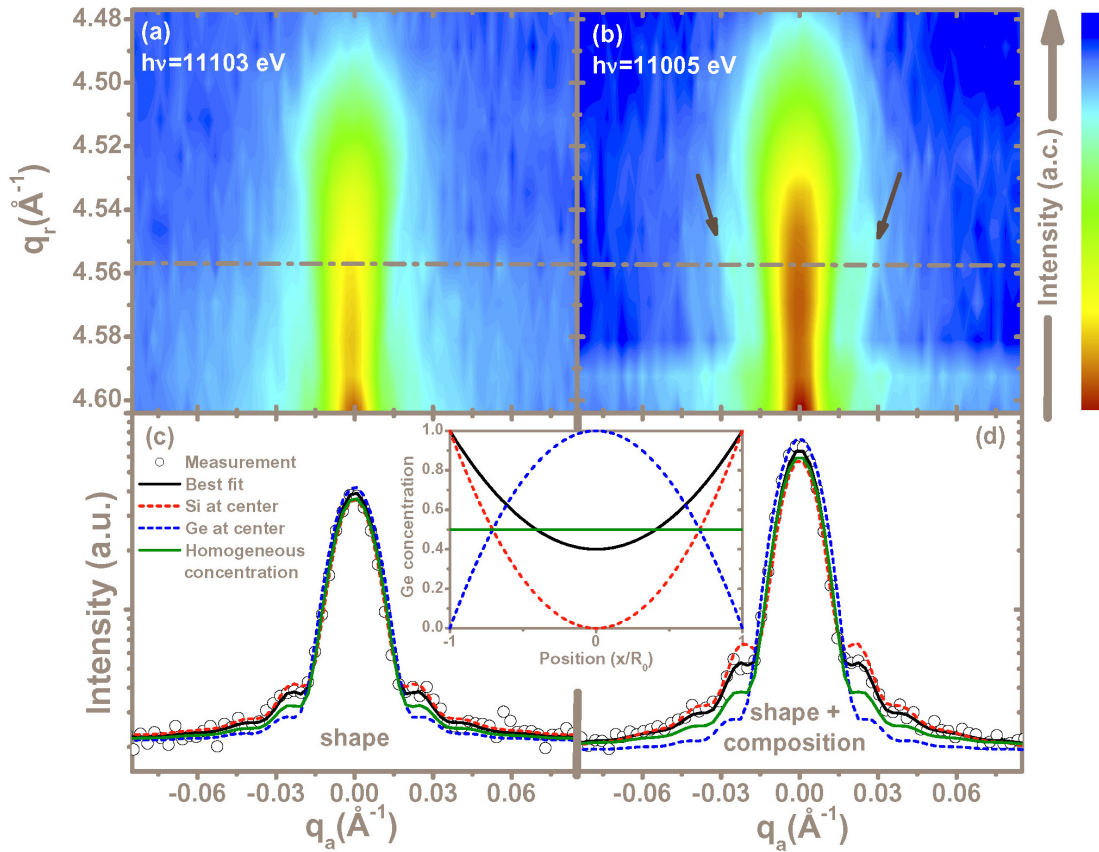 (a)
hν=11103 eV
(b)
hν=11005 eV
4.48
4.50
4.52
4.54
4.56
4.58
4.60
qr(Å-1)
Intensity (a.c.)
(c)
Measurement
Best fit
Si at center
Ge at center
Homogeneous
concentration
shape
Intensity (a.u.)
1.0
0.8
0.6
0.4
0.2
0.0
Ge concentration
-1
0
1
Position (x/R0)
(d)
shape +
composition
-0.06
-0.03
0.00
0.03
0.06
-0.06
-0.03
0.00
0.03
0.06
qa(Å-1)
qa(Å-1)